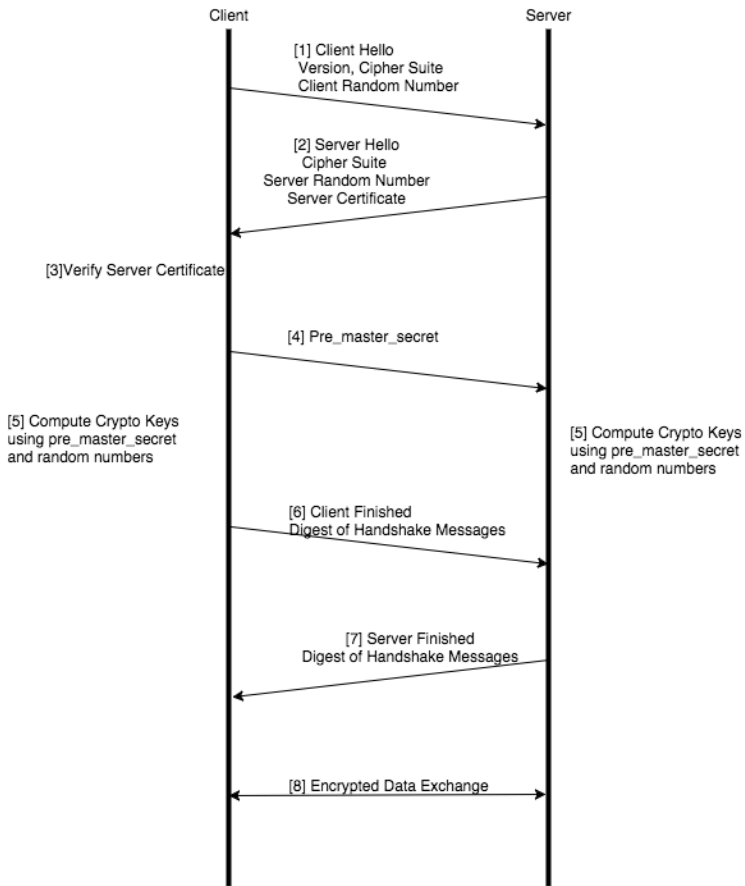 Client
Server
[1] Client Hello
Version, Cipher Suite
Client Random Number
[2] Server Hello
Cipher Suite
Server Random Number
Server Certificate
[3]Verify Server Certificate
[4] Pre_master_secret
[5] Compute Crypto Keys
using pre_master_secret
and random numbers
[5] Compute Crypto Keys
using pre_master_secret
and random numbers
[6] Client Finished
Digest of Handshake Messages
[7] Server Finished
Digest of Handshake Messages
[8] Encrypted Data Exchange